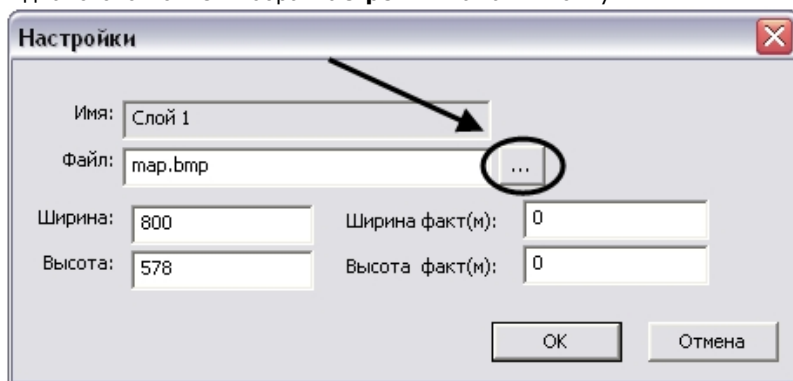 Настройки
Имя: Слой 1
Файл: map.bmp ...
Ширина: 800 Ширина факт(м): 0
Высота: 578 Высота факт(м): 0
OK Отмена